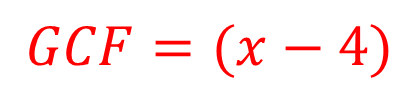 GCF = (x − 4)